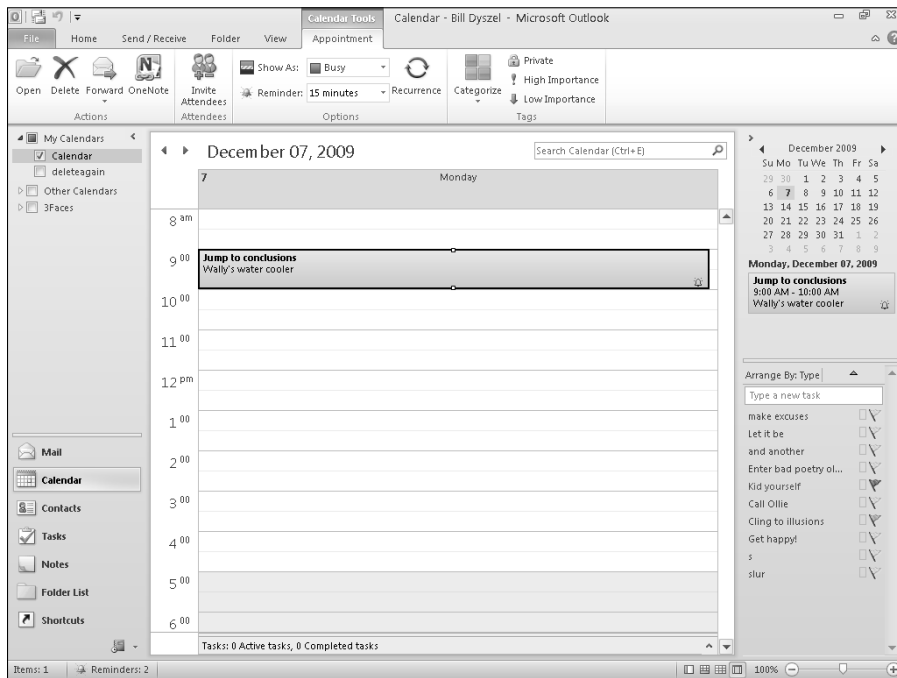 Calendar Tools
Calendar - Bill Dyszel - Microsoft Outlook
File Home Send / Receive Folder View Appointment
Open Delete Forward OneNote
Actions
Invite Attendees
Attendees
Show As: Busy
Reminder: 15 minutes
Recurrence
Options
Categorize
Private
High Importance
Low Importance
Tags
My Calendars
Calendar
deleteagain
Other Calendars
3Faces
Mail
Calendar
Contacts
Tasks
Notes
Folder List
Shortcuts
December 07, 2009
Search Calendar (Ctrl+E)
7 Monday
8 am
9 00
Jump to conclusions
Wally's water cooler
10 00
11 00
12 pm
1 00
2 00
3 00
4 00
5 00
6 00
Tasks: 0 Active tasks, 0 Completed tasks
December 2009
Su Mo Tu We Th Fr Sa
29 30 1 2 3 4 5
6 7 8 9 10 11 12
13 14 15 16 17 18 19
20 21 22 23 24 25 26
27 28 29 30 31 1 2
3 4 5 6 7 8 9
Monday, December 07, 2009
Jump to conclusions
9:00 AM - 10:00 AM
Wally's water cooler
Arrange By: Type
Type a new task
make excuses
Let it be
and another
Enter bad poetry ol...
Kid yourself
Call Ollie
Cling to illusions
Get happy!
s
slur
Items: 1 Reminders: 2
100%